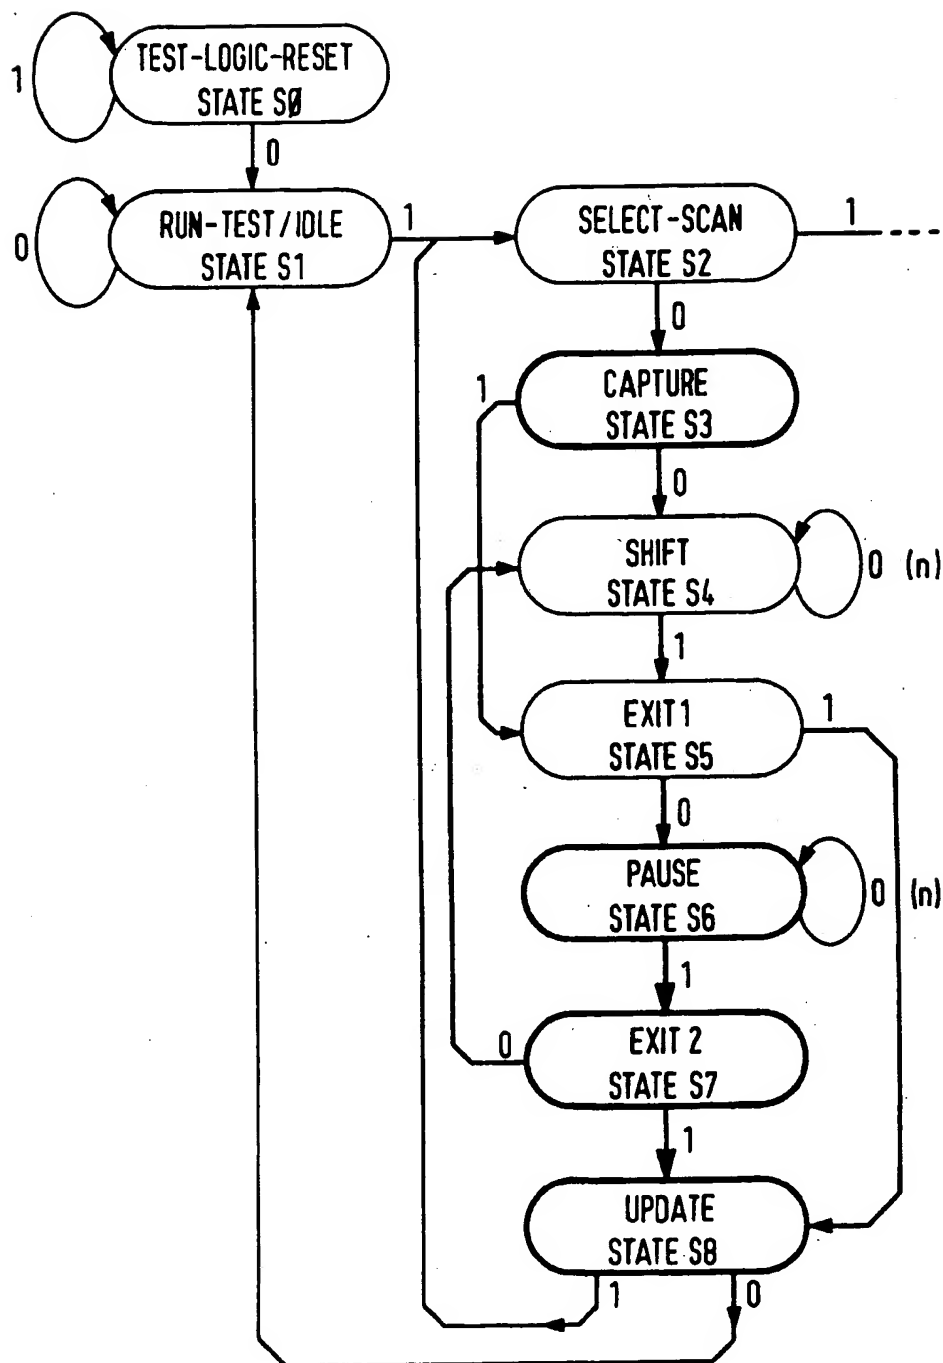 TEST-LOGIC-RESET
STATE SØ
1
0
RUN-TEST/IDLE
STATE S1
0
1
SELECT-SCAN
STATE S2
1
0
CAPTURE
STATE S3
1
0
SHIFT
STATE S4
0 (n)
1
EXIT 1
STATE S5
1
0
PAUSE
STATE S6
0 (n)
1
EXIT 2
STATE S7
0
1
UPDATE
STATE S8
1
0